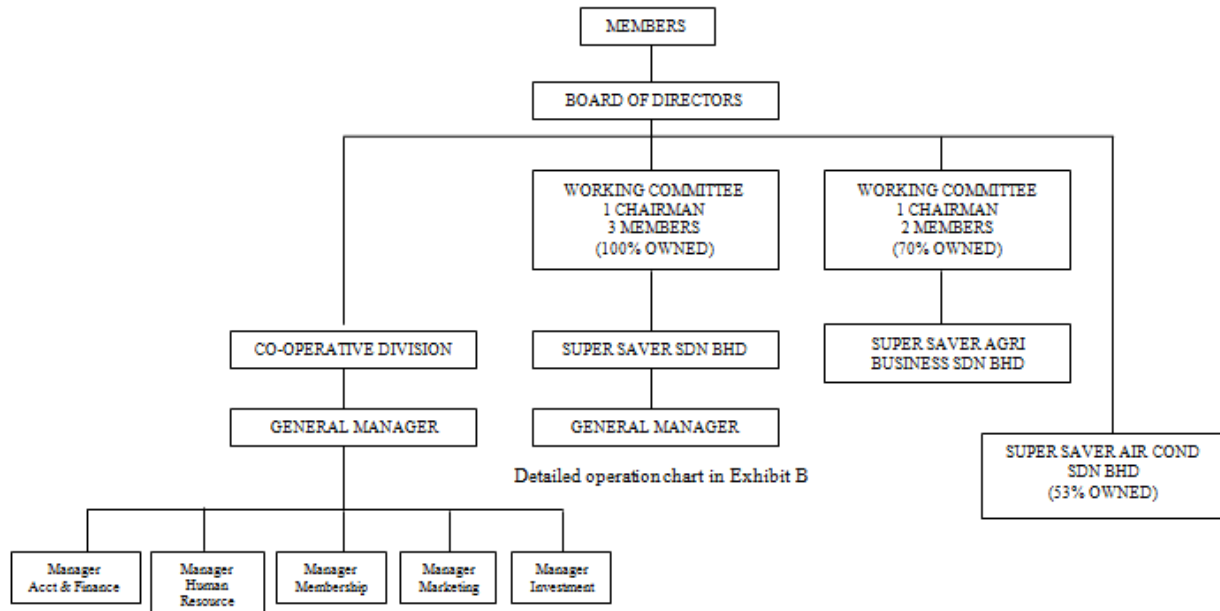 MEMBERS
BOARD OF DIRECTORS
WORKING COMMITTEE
1 CHAIRMAN
3 MEMBERS
(100% OWNED)
WORKING COMMITTEE
1 CHAIRMAN
2 MEMBERS
(70% OWNED)
CO-OPERATIVE DIVISION
SUPER SAVER SDN BHD
SUPER SAVER AGRI
BUSINESS SDN BHD
GENERAL MANAGER
GENERAL MANAGER
SUPER SAVER AIR COND
SDN BHD
(53% OWNED)
Detailed operation chart in Exhibit B
Manager
Acct & Finance
Manager
Human
Resource
Manager
Membership
Manager
Marketing
Manager
Investment